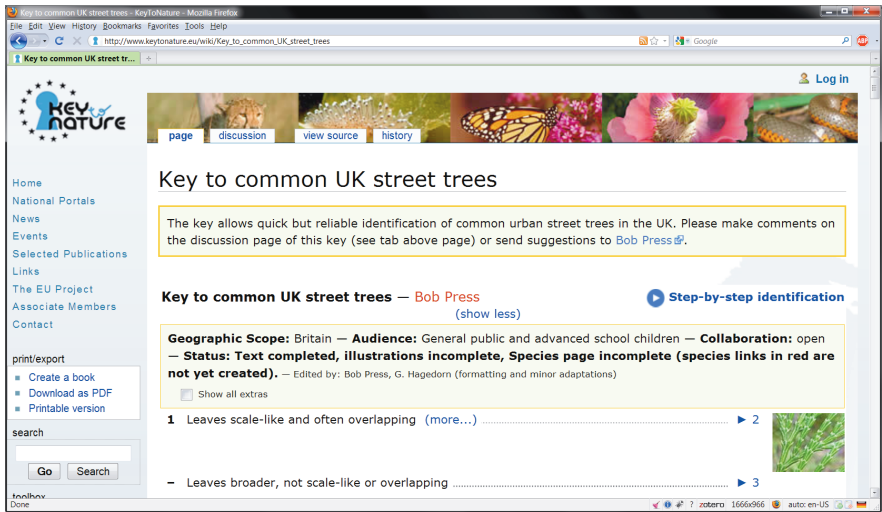 Key to common UK street trees - KeyToNature - Mozilla Firefox
File Edit View History Bookmarks Favorites Tools Help
http://www.keytonature.eu/wiki/Key_to_common_UK_street_trees
Google
ABP
Key to common UK street tr...
Log in
KEY to NATURE
page discussion view source history
Home
National Portals
News
Events
Selected Publications
Links
The EU Project
Associate Members
Contact
print/export
Create a book
Download as PDF
Printable version
search
Go Search
toolbox
Key to common UK street trees
The key allows quick but reliable identification of common urban street trees in the UK. Please make comments on
the discussion page of this key (see tab above page) or send suggestions to Bob Press.
Key to common UK street trees — Bob Press
Step-by-step identification
(show less)
Geographic Scope: Britain — Audience: General public and advanced school children — Collaboration: open
— Status: Text completed, illustrations incomplete, Species page incomplete (species links in red are
not yet created). — Edited by: Bob Press, G. Hagedorn (formatting and minor adaptations)
Show all extras
1 Leaves scale-like and often overlapping (more...) ► 2
– Leaves broader, not scale-like or overlapping ► 3
Done
? zotero 1666x966 auto: en-US